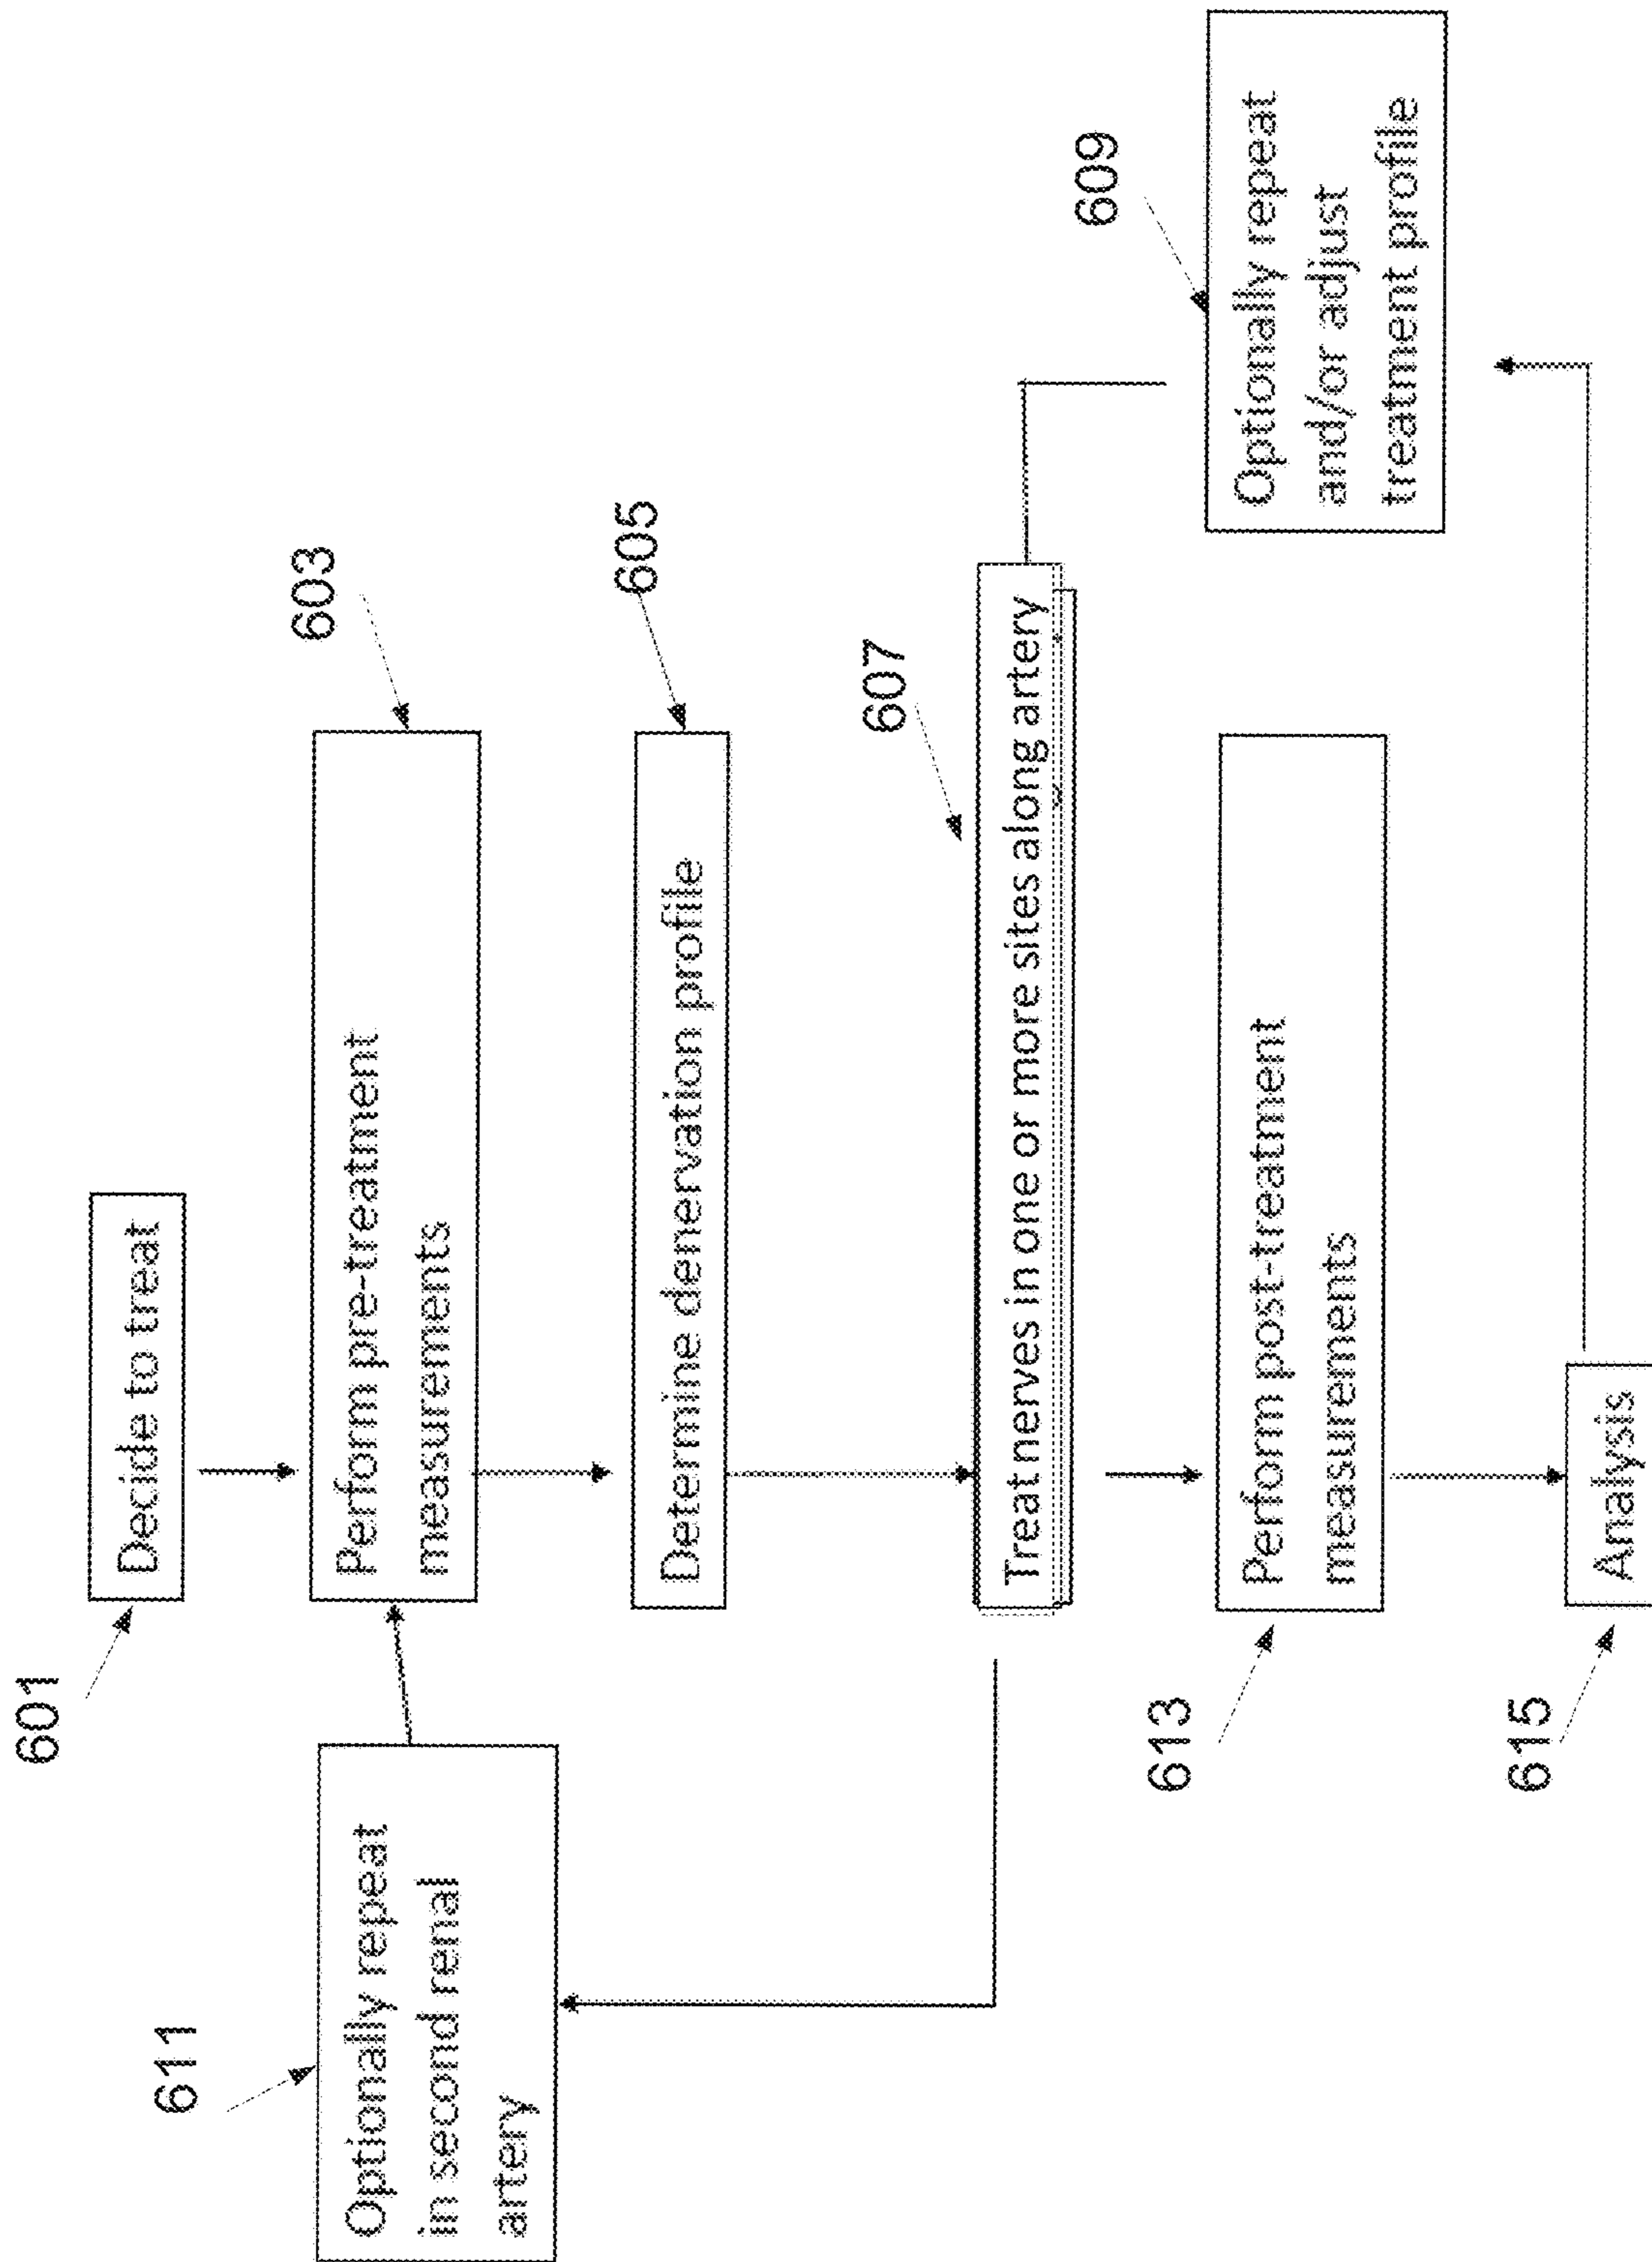 601
Decide to treat
603
Perform pre-treatment
measurements
611
Optionally repeat
in second renal
artery
605
Determine denervation profile
607
Treatnerves in one or more sites along artery
609
Optionally repeat
and/or adjust
treatment profile
613
Perform post-treatment
measurements
615
Analysis